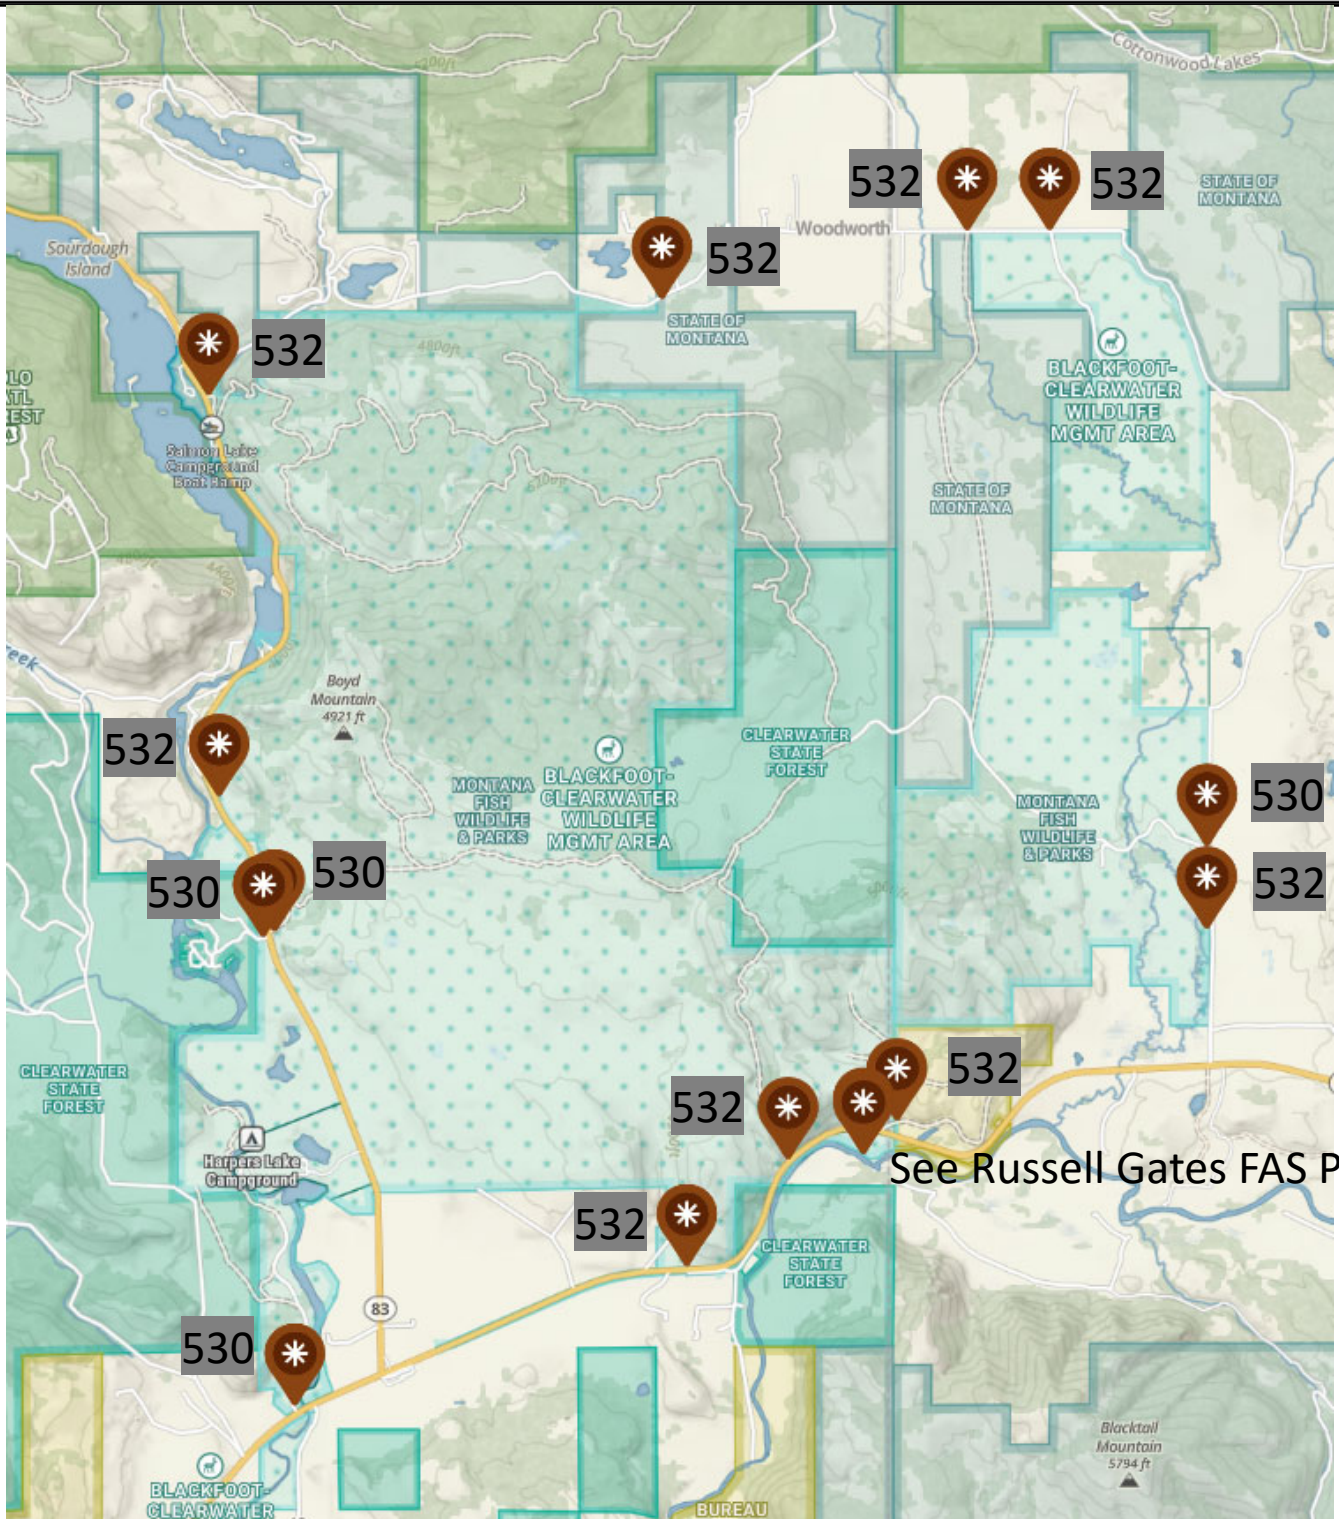 5200ft
Cottonwood Lakes
532
532
STATE OF
MONTANA
Sourdough
Island
Woodworth
532
532
STATE OF
MONTANA
4800ft
BLACKFOOT-
CLEARWATER
WILDLIFE
MGMT AREA
Salmon Lake
Campground
Boat Ramp
5200ft
STATE OF
MONTANA
4400ft
Boyd
Mountain
4921 ft
532
CLEARWATER
STATE
FOREST
MONTANA
FISH
WILDLIFE
& PARKS
BLACKFOOT-
CLEARWATER
WILDLIFE
MGMT AREA
MONTANA
FISH
WILDLIFE
& PARKS
530
530
530
532
CLEARWATER
STATE
FOREST
532
532
Harpers Lake
Campground
See Russell Gates FAS P
532
CLEARWATER
STATE
FOREST
83
530
Blacktail
Mountain
5794 ft
BLACKFOOT-
CLEARWATER
BUREAU